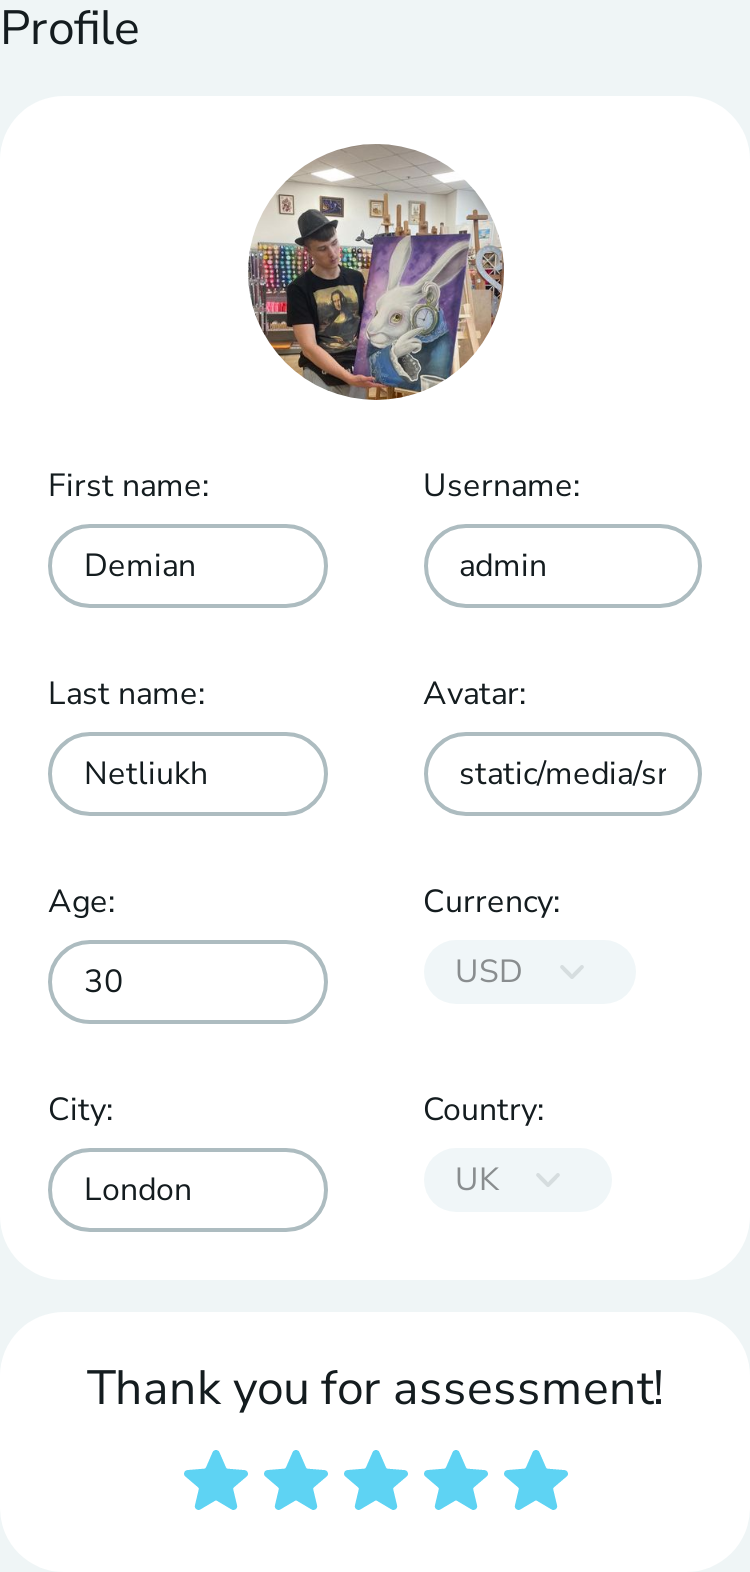 Profile
First name:
Username:
Demian
admin
Last name:
Avatar:
Netliukh
static/media/sr
Age:
Currency:
30
USD
City:
Country:
London
UK
Thank you for assessment!